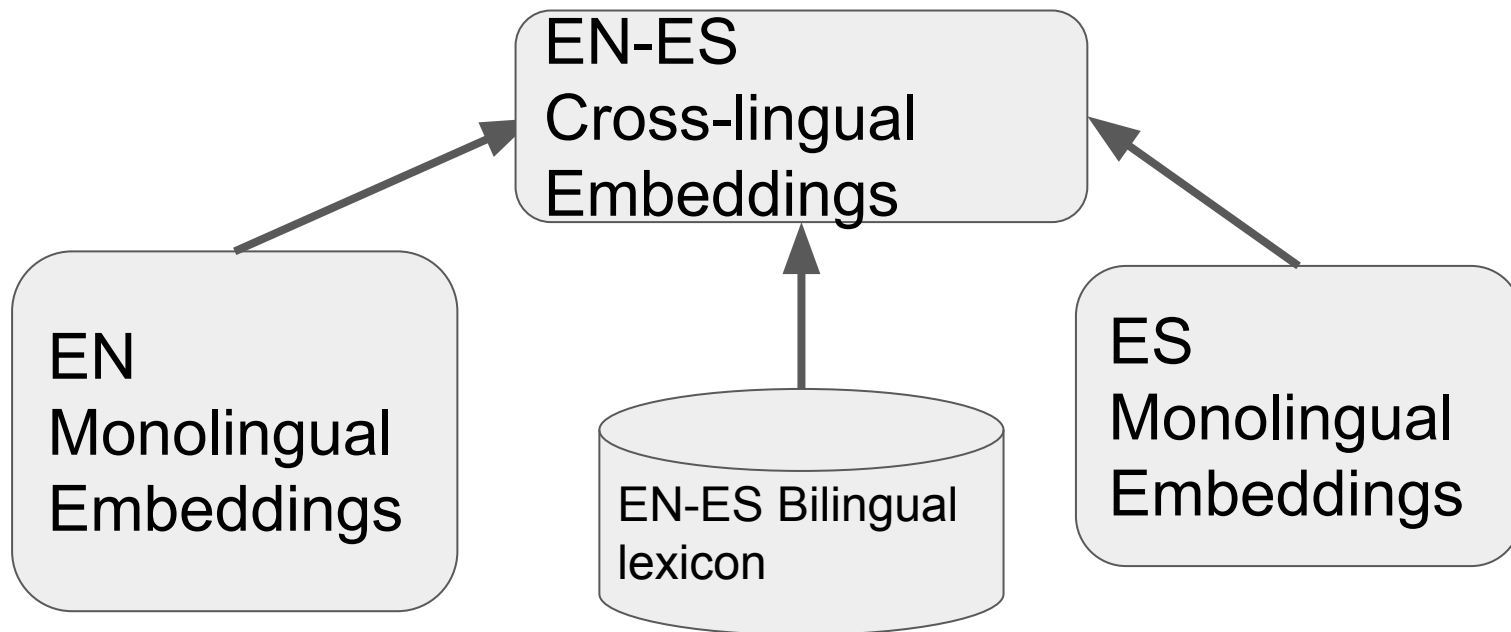 EN-ES
Cross-lingual
Embeddings
EN
Monolingual
Embeddings
EN-ES Bilingual
lexicon
ES
Monolingual
Embeddings